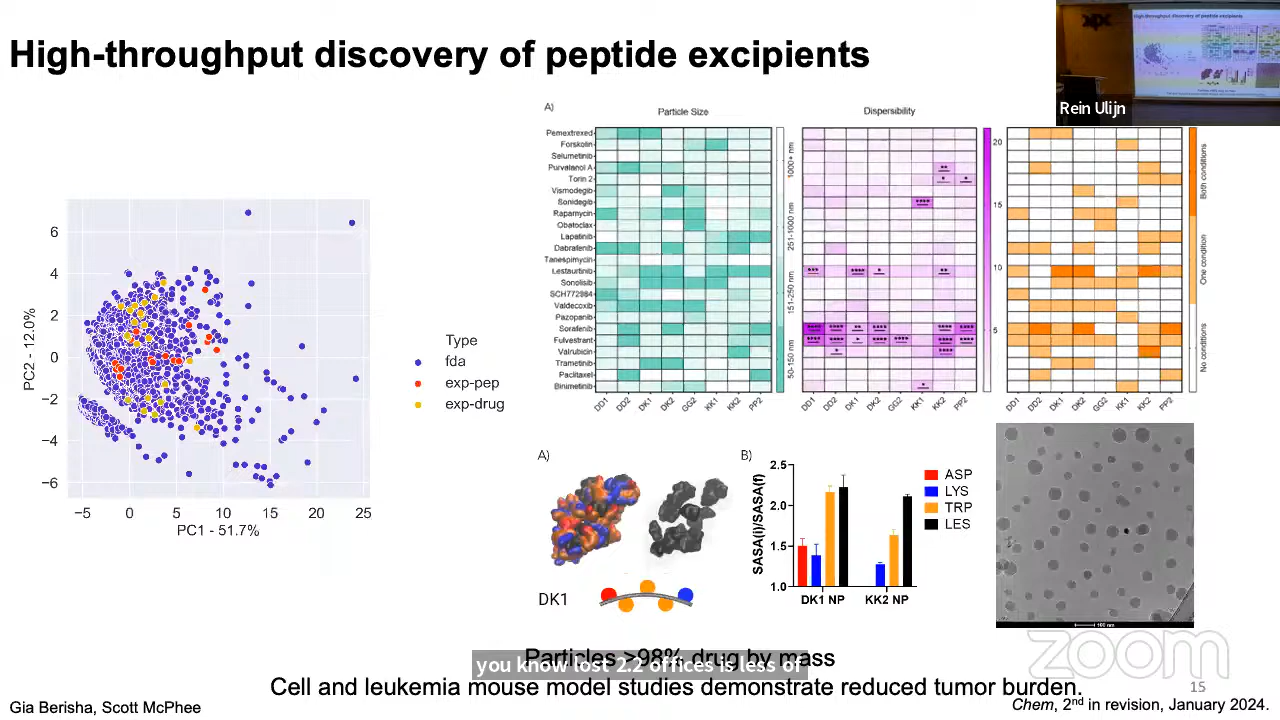 High-throughput discovery of peptide excipients
Rein Ulijn
A)
Particle Size
Dispersibility
Pemextrexed
Forskolin
Selumetinib
Purvalanol A
Torin 2
Vismodegib
Sonidegib
Rapamycin
Obatoclax
Lapatinib
Dabrafenib
Tanespimycin
Lestaurtinib
Sonolisib
SCH772984
Valdecoxib
Pazopanib
Sorafenib
Fulvestrant
Valrubicin
Trametinib
Paclitaxel
Binimetinib
DD1 DD2 DK1 DK2 GG2 KK1 KK2 PP2
1000+ nm
251-1000 nm
151-250 nm
50-150 nm
DD1 DD2 DK1 DK2 GG2 KK1 KK2 PP2
20
15
10
5
DD1 DD2 DK1 DK2 GG2 KK1 KK2 PP2
Both conditions
One condition
No conditions
PC2 - 12.0%
6
4
2
0
−2
−4
−6
−5 0 5 10 15 20 25
PC1 - 51.7%
Type
fda
exp-pep
exp-drug
A)
DK1
B)
SASA(i)/SASA(f)
2.5
2.0
1.5
1.0
DK1 NP KK2 NP
ASP
LYS
TRP
LES
100 nm
Particles >98% drug by mass
you know lost 2.2 offices is less of
Cell and leukemia mouse model studies demonstrate reduced tumor burden.
zoom
15
Gia Berisha, Scott McPhee
Chem, 2nd in revision, January 2024.